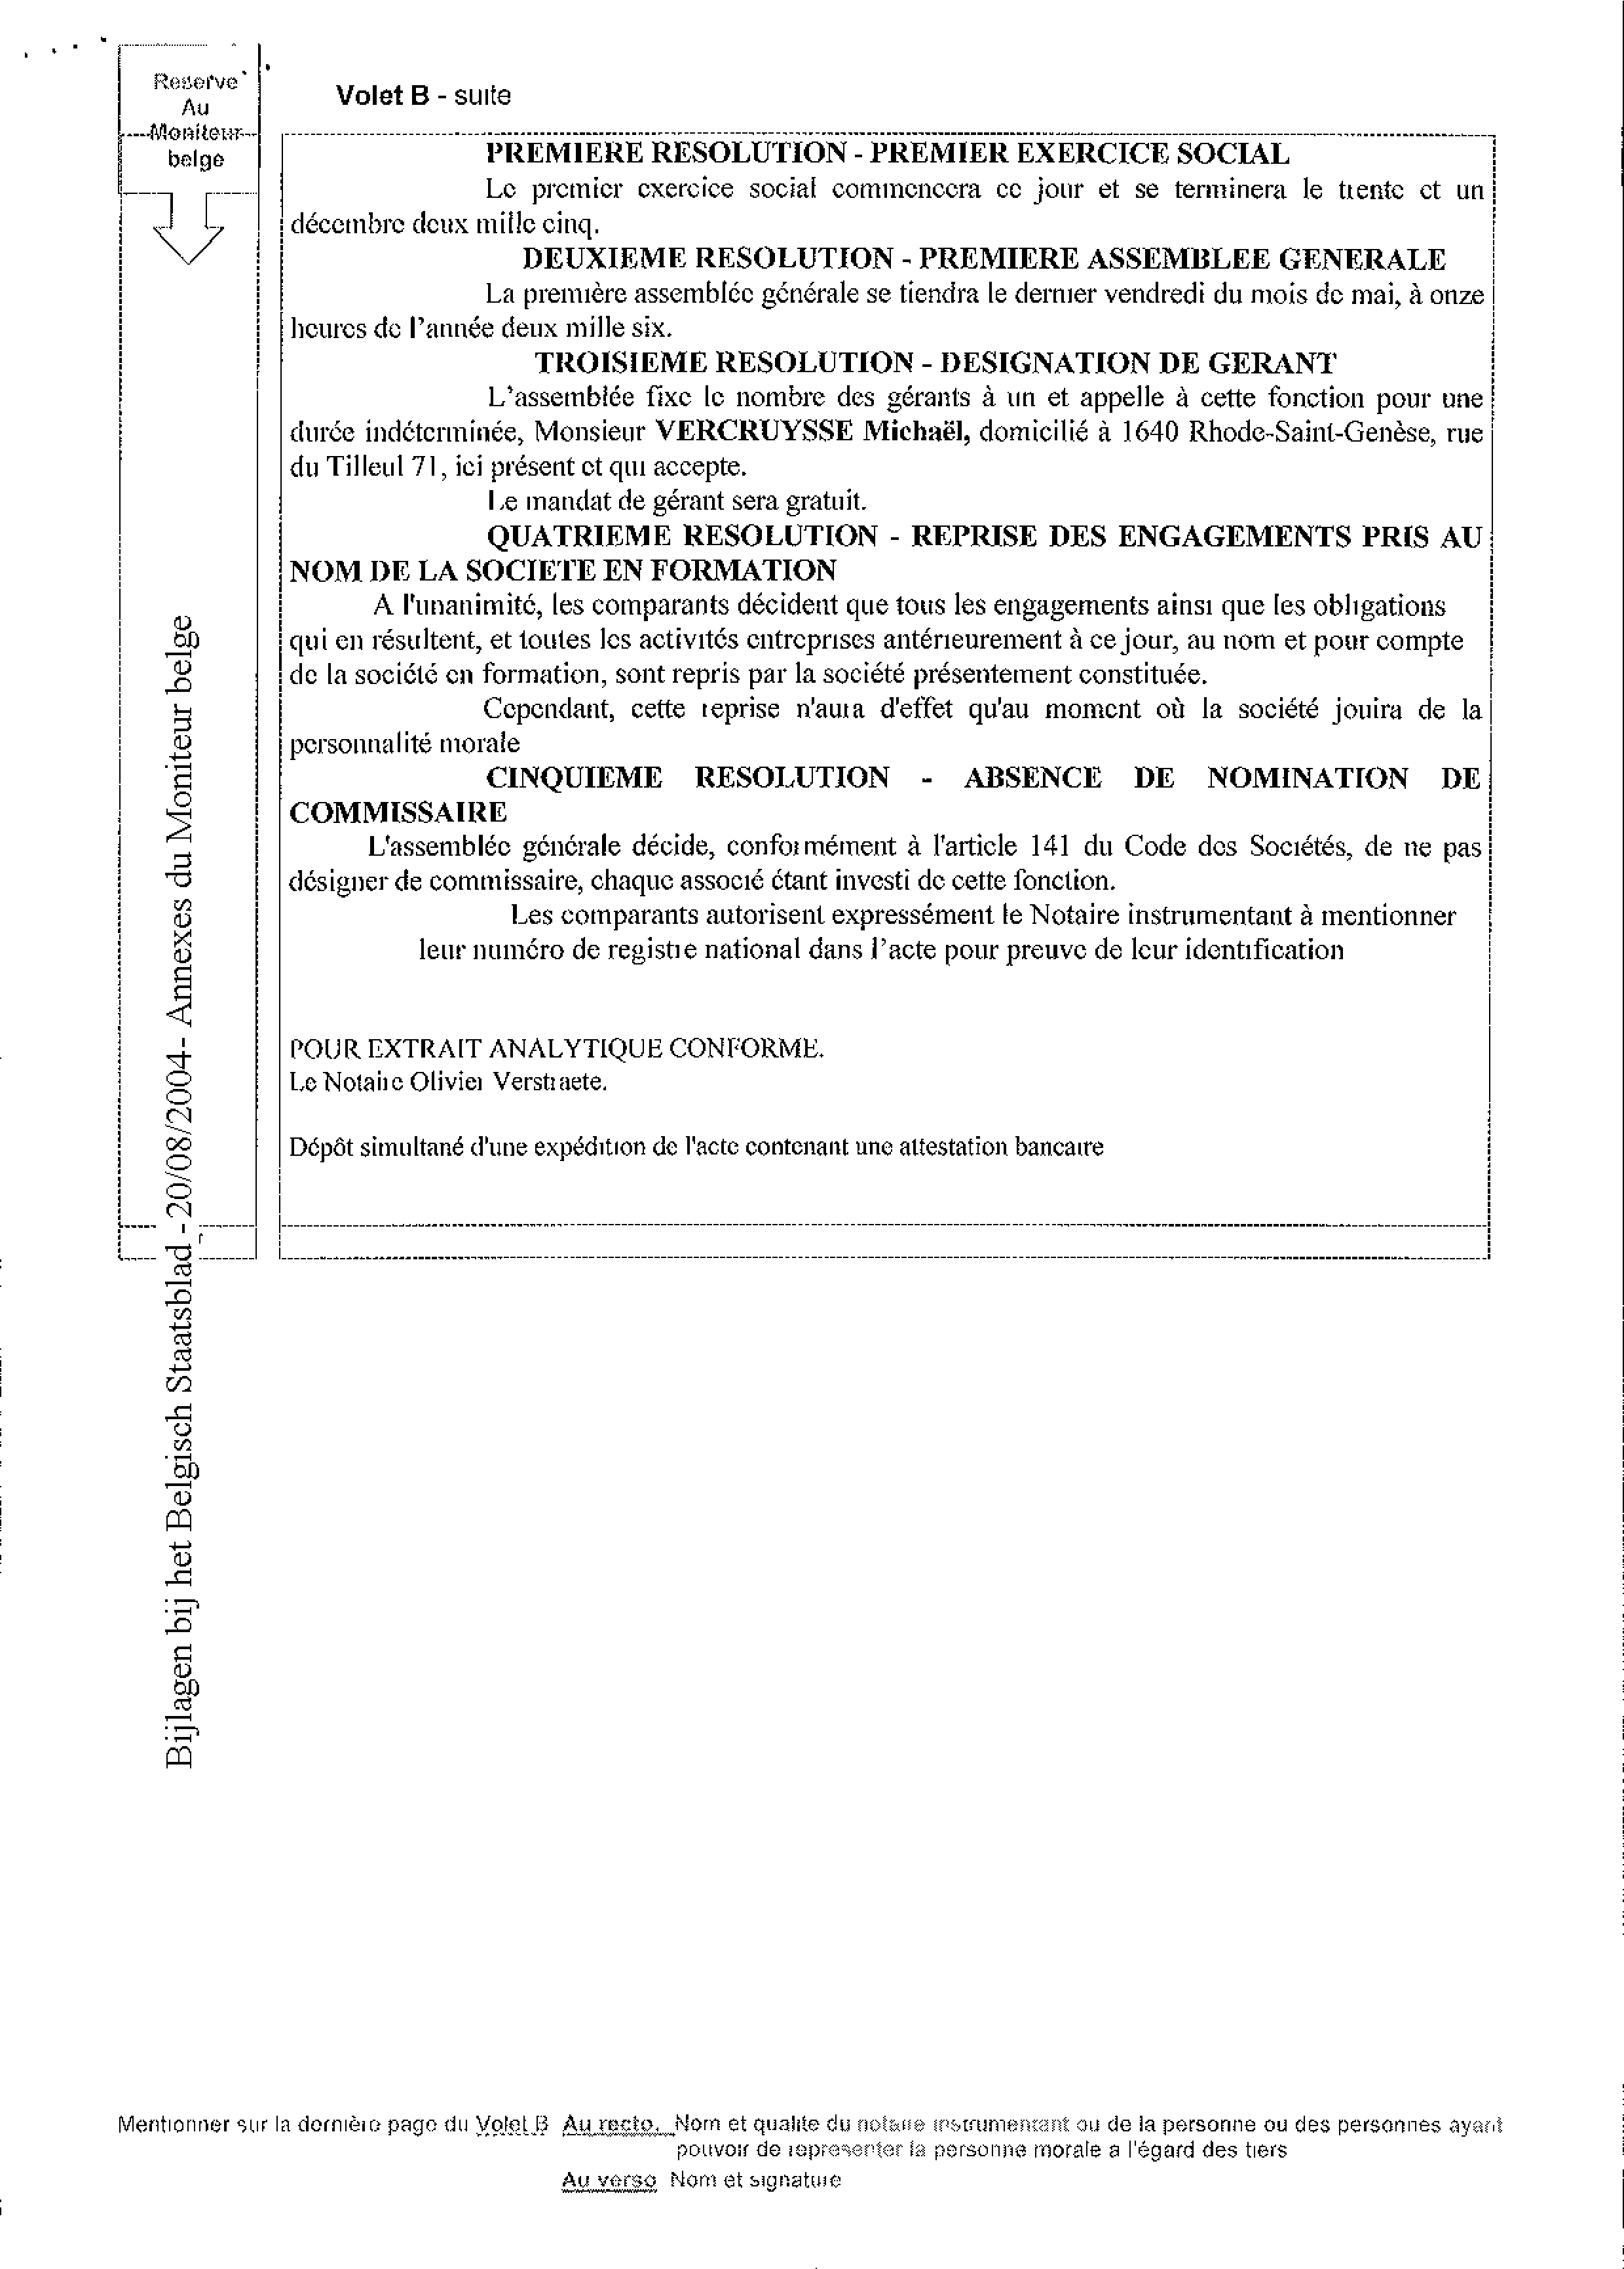 Reserve
Au
Moniteur
belge
Volet B - suite
PREMIERE RESOLUTION - PREMIER EXERCICE SOCIAL
Le premier exercice social commencera ce jour et se terminera le trente et un
décembre deux mille cinq.
DEUXIEME RESOLUTION - PREMIERE ASSEMBLEE GENERALE
La première assemblée générale se tiendra le dernier vendredi du mois de mai, à onze
heures de l'année deux mille six.
TROISIEME RESOLUTION - DESIGNATION DE GERANT
L'assemblée fixe le nombre des gérants à un et appelle à cette fonction pour une
durée indéterminée, Monsieur VERCRUYSSE Michaël, domicilié à 1640 Rhode-Saint-Genèse, rue
du Tilleul 71, ici présent et qui accepte.
Le mandat de gérant sera gratuit.
QUATRIEME RESOLUTION - REPRISE DES ENGAGEMENTS PRIS AU
NOM DE LA SOCIETE EN FORMATION
A l'unanimité, les comparants décident que tous les engagements ainsi que les obligations
qui en résultent, et toutes les activités entreprises antérieurement à ce jour, au nom et pour compte
de la société en formation, sont repris par la société présentement constituée.
Cependant, cette reprise n'aura d'effet qu'au moment où la société jouira de la
personnalité morale
CINQUIEME RESOLUTION - ABSENCE DE NOMINATION DE
COMMISSAIRE
L'assemblée générale décide, conformément à l'article 141 du Code des Sociétés, de ne pas
désigner de commissaire, chaque associé étant investi de cette fonction.
Les comparants autorisent expressément le Notaire instrumentant à mentionner
leur numéro de registre national dans l'acte pour preuve de leur identification
POUR EXTRAIT ANALYTIQUE CONFORME.
Le Notaire Olivier Verstraete.
Dépôt simultané d'une expédition de l'acte contenant une attestation bancaire
Bijlagen bij het Belgisch Staatsblad - 20/08/2004- Annexes du Moniteur belge
Mentionner sur la dernière page du Volet B Au recto. Nom et qualite du notaire instrumentant ou de la personne ou des personnes ayant
pouvoir de representer la personne morale a l'égard des tiers
Au verso Nom et signature